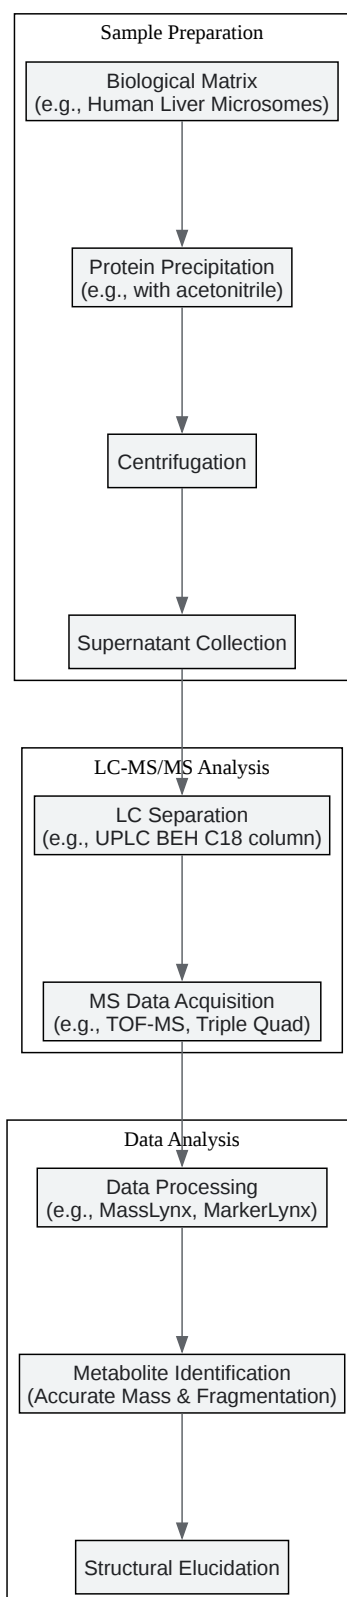 Sample Preparation
Biological Matrix
(e.g., Human Liver Microsomes)
Protein Precipitation
(e.g., with acetonitrile)
Centrifugation
Supernatant Collection
LC-MS/MS Analysis
LC Separation
(e.g., UPLC BEH C18 column)
MS Data Acquisition
(e.g., TOF-MS, Triple Quad)
Data Analysis
Data Processing
(e.g., MassLynx, MarkerLynx)
Metabolite Identification
(Accurate Mass & Fragmentation)
Structural Elucidation